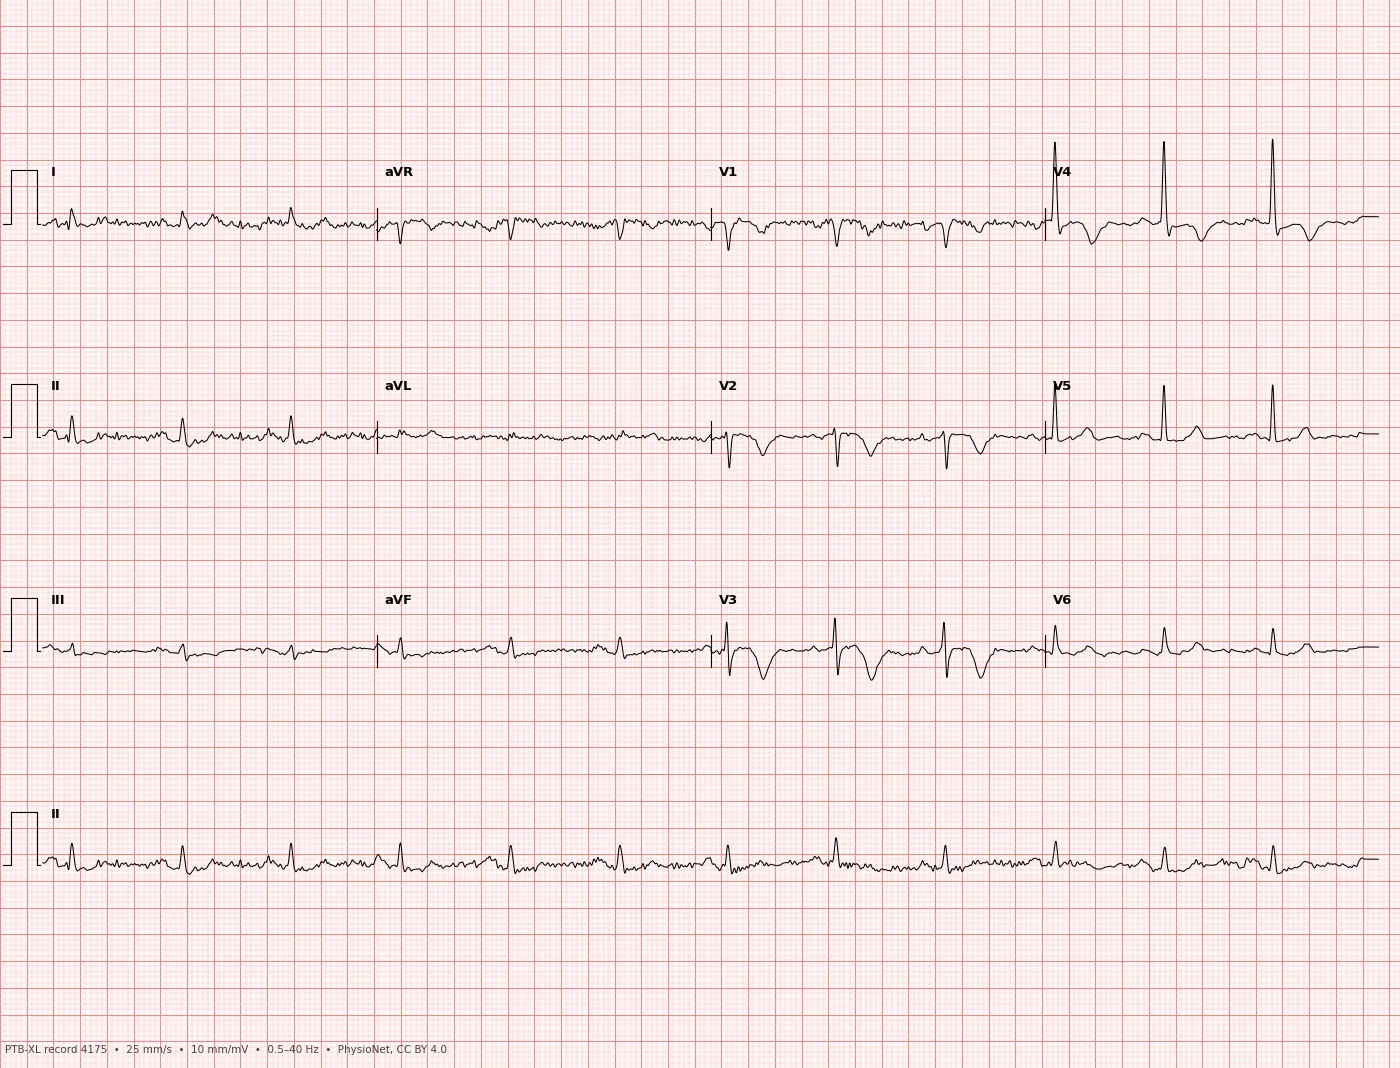 I aVR V1 V4
II aVL V2 V5
III aVF V3 V6
II
PTB-XL record 4175 • 25 mm/s • 10 mm/mV • 0.5–40 Hz • PhysioNet, CC BY 4.0